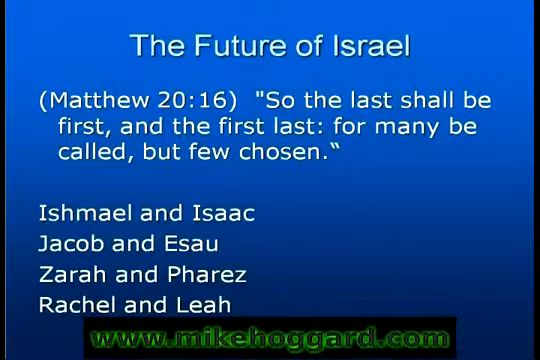 The Future of Israel
(Matthew 20:16)  "So the last shall be
first, and the first last: for many be
called, but few chosen.“
Ishmael and Isaac
Jacob and Esau
Zarah and Pharez
Rachel and Leah
www.mikehoggard.com